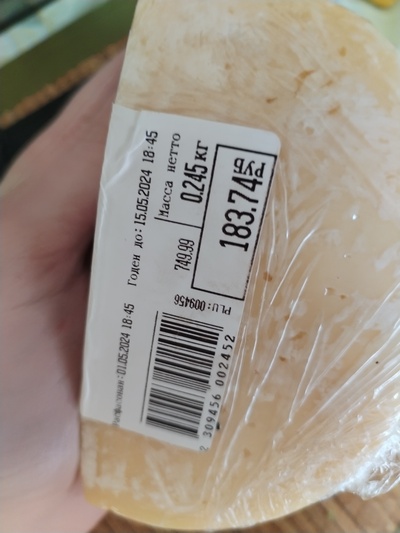 Расфасовано:01.05.2024 18:45
Годен до:15.05.2024 18:45
Масса нетто
749.99
0.245 кг
PLU:009456
183.74
РУБ
2 309456 002452